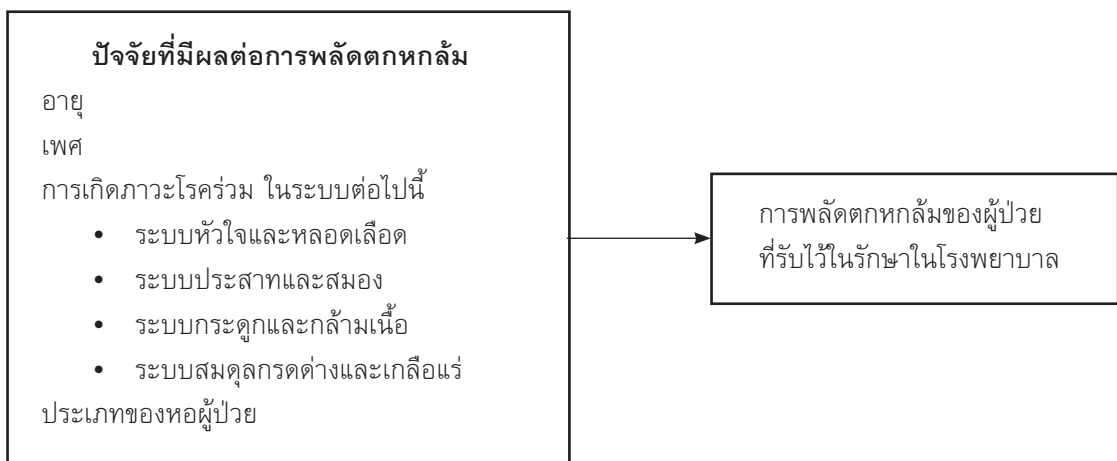 ปัจจัยที่มีผลต่อการพลัดตกหกล้ม
อายุ
เพศ
การเกิดภาวะโรคร่วม ในระบบต่อไปนี้
• ระบบหัวใจและหลอดเลือด
• ระบบประสาทและสมอง
• ระบบกระดูกและกล้ามเนื้อ
• ระบบสมดุลกรดด่างและเกลือแร่
ประเภทของหอผู้ป่วย
การพลัดตกหกล้มของผู้ป่วย
ที่รับไว้ในรักษาในโรงพยาบาล